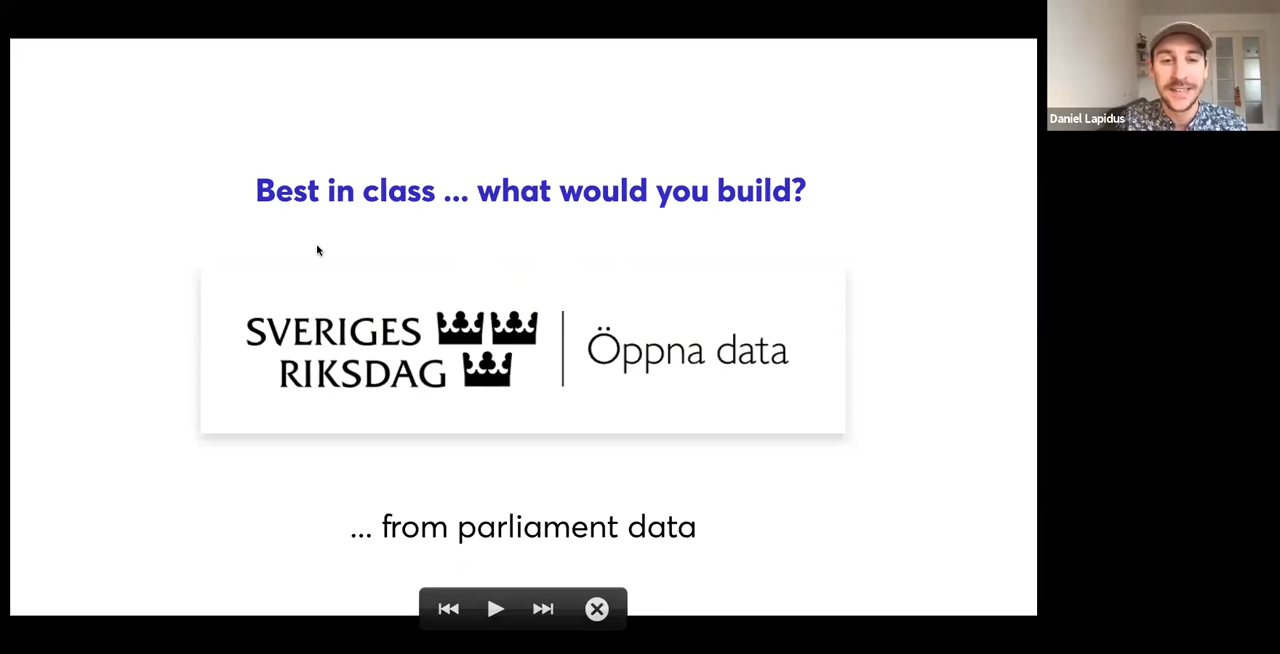 Best in class ... what would you build?
SVERIGES
RIKSDAG
Öppna data
... from parliament data
Daniel Lapidus